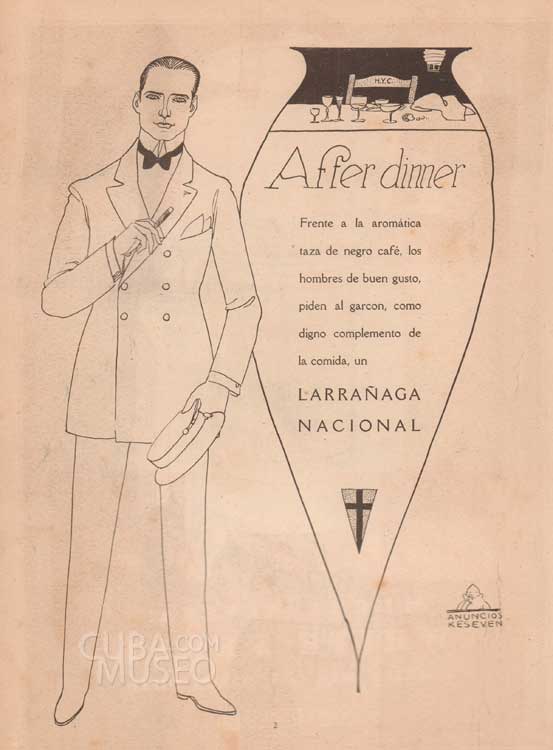 H.Y.C.
After dinner
Frente a la aromática
taza de negro café, los
hombres de buen gusto,
piden al garcon, como
digno complemento de
la comida, un
LARRAÑAGA
NACIONAL
ANUNCIOS
KESEVEN
CUBA.COM
MUSEO
2